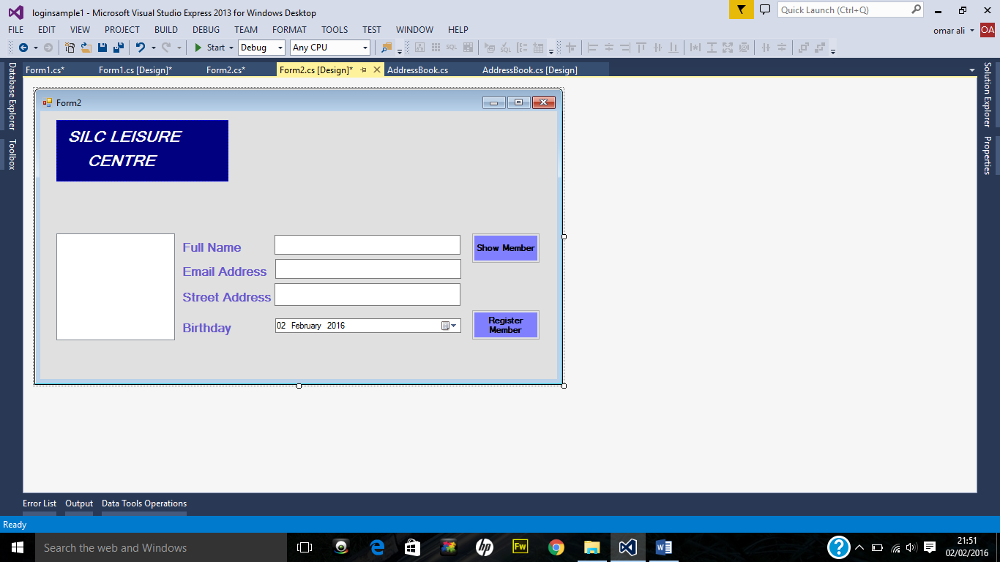 loginsample1 - Microsoft Visual Studio Express 2013 for Windows Desktop
Quick Launch (Ctrl+Q)
FILE EDIT VIEW PROJECT BUILD DEBUG TEAM FORMAT TOOLS TEST WINDOW HELP
omar ali OA
Start Debug Any CPU SQL SQL
Form1.cs* Form1.cs [Design]* Form2.cs* Form2.cs [Design]* AddressBook.cs AddressBook.cs [Design]
Database Explorer
Toolbox
Solution Explorer
Properties
Form2
SILC LEISURE
CENTRE
Full Name
Show Member
Email Address
Street Address
Birthday
02 February 2016
Register
Member
Error List Output Data Tools Operations
Ready
Search the web and Windows
hp
Fw
21:51
02/02/2016